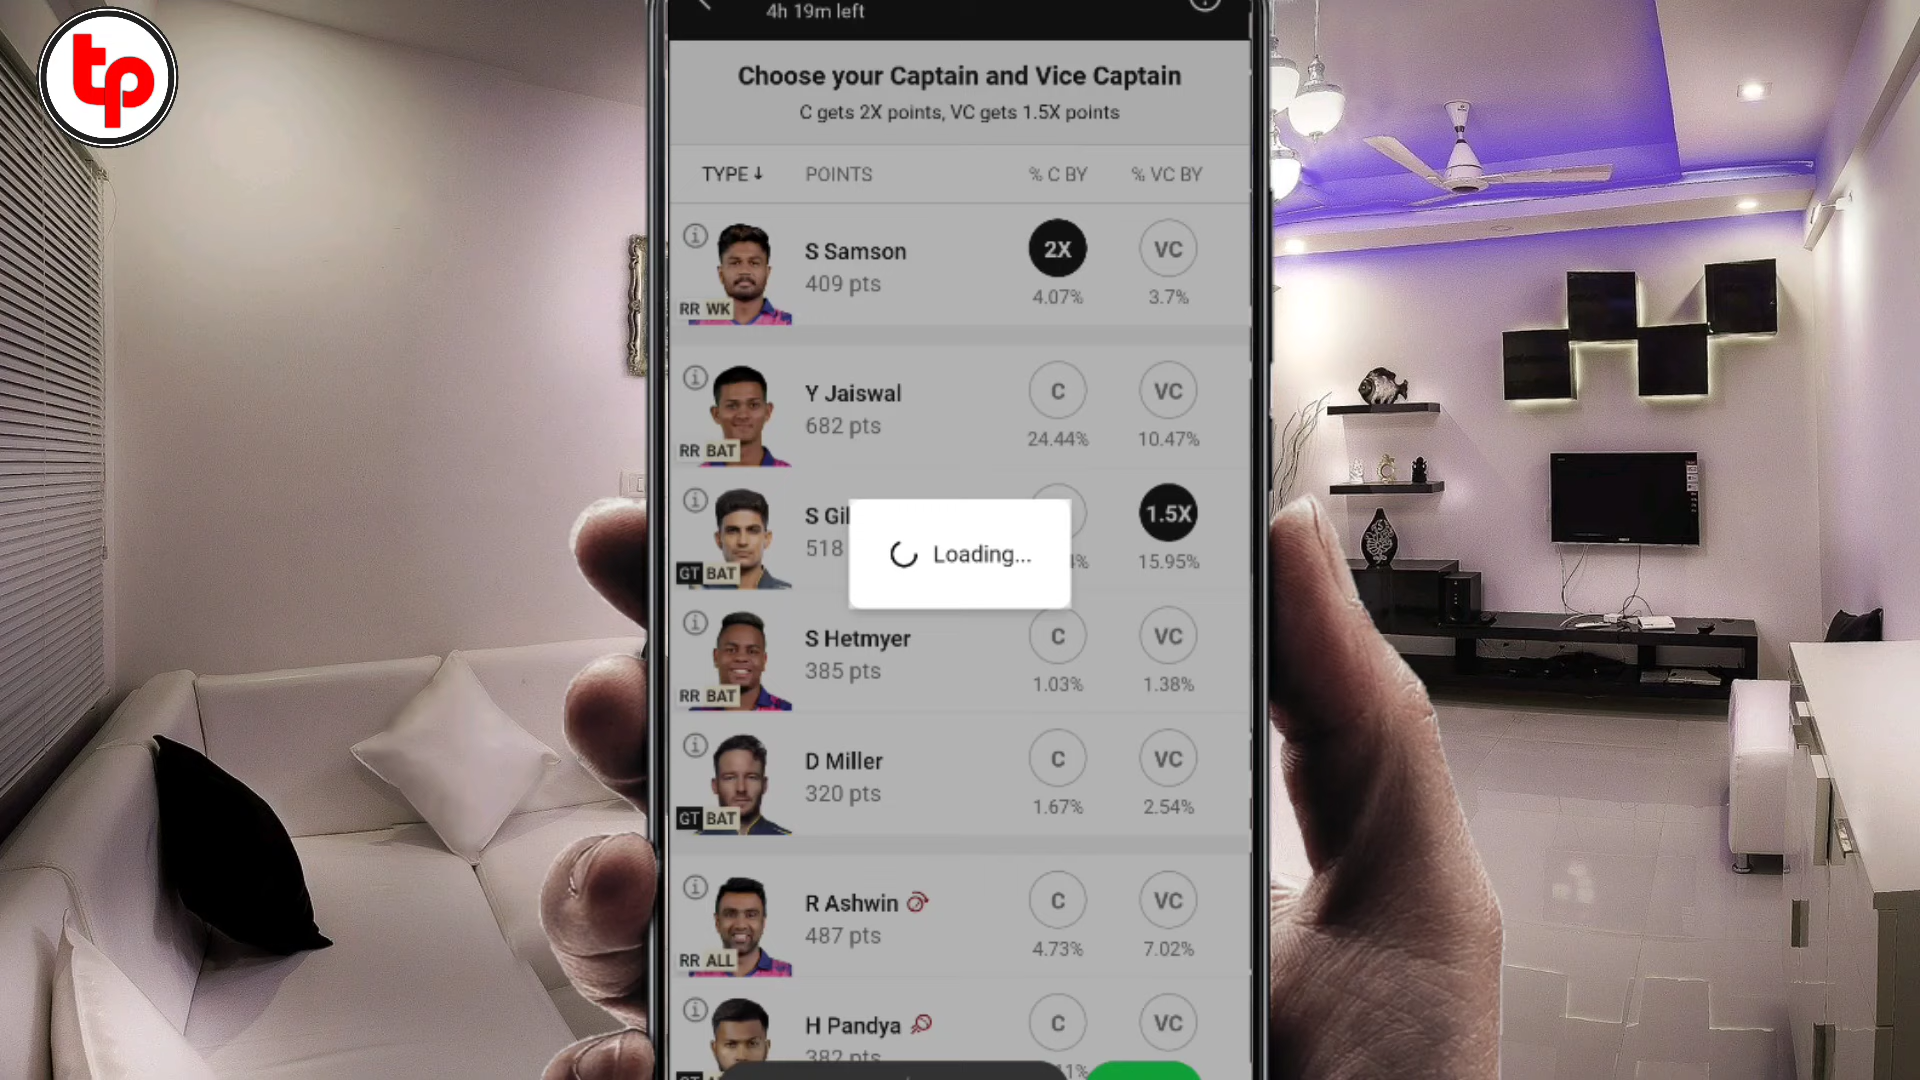 tp
4h 19m left
Choose your Captain and Vice Captain
C gets 2X points, VC gets 1.5X points
TYPE↓ POINTS % C BY % VC BY
S Samson 2X VC
409 pts 4.07% 3.7%
RR WK
Y Jaiswal C VC
682 pts 24.44% 10.47%
RR BAT
S Gil 1.5X
518 15.95%
GT BAT
Loading...
S Hetmyer C VC
385 pts 1.03% 1.38%
RR BAT
D Miller C VC
320 pts 1.67% 2.54%
GT BAT
R Ashwin C VC
487 pts 4.73% 7.02%
RR ALL
H Pandya C VC
382 pts